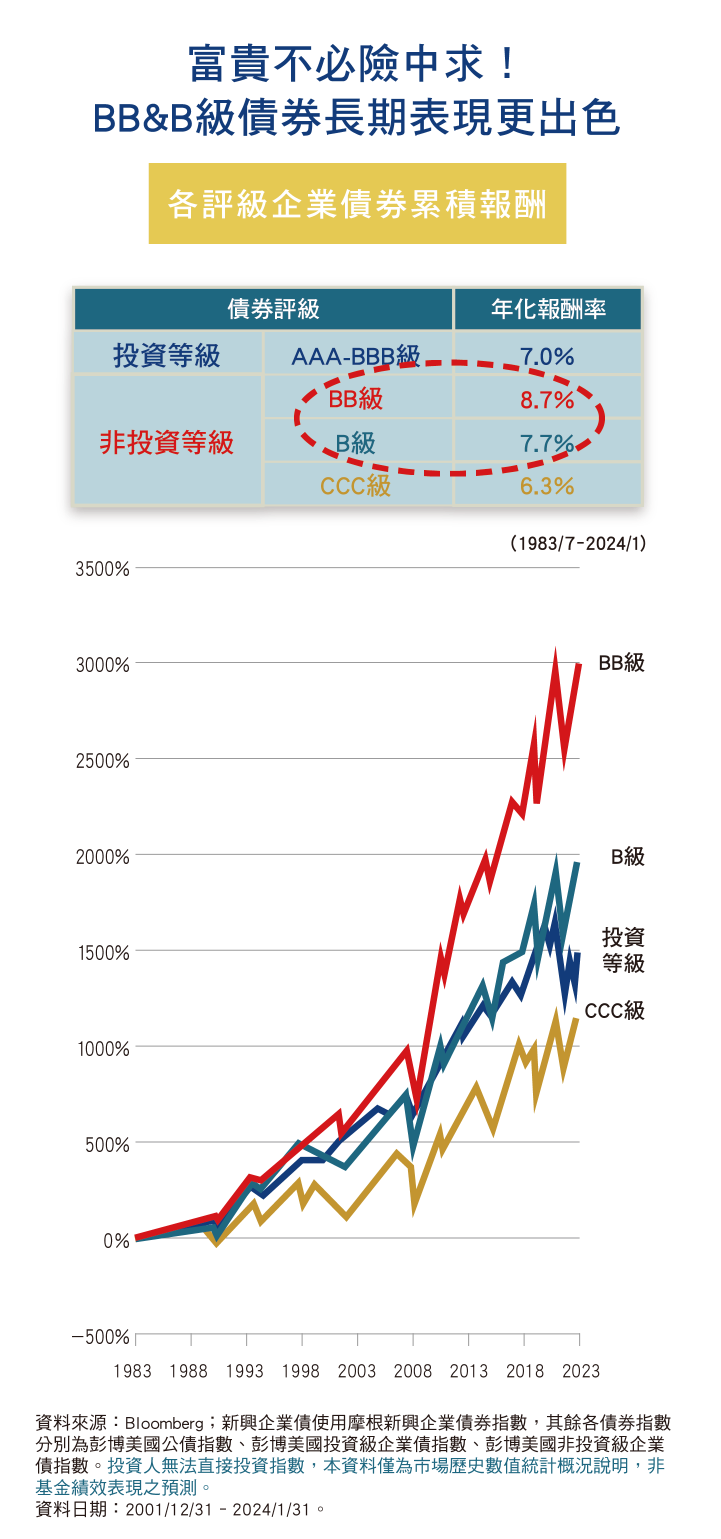 富貴不必險中求！
BB&B級債券長期表現更出色
各評級企業債券累積報酬
債券評級 年化報酬率
投資等級 AAA-BBB級 7.0%
BB級 8.7%
非投資等級
B級 7.7%
CCC級 6.3%
(1983/7-2024/1)
3500%
3000%
BB級
2500%
2000%
B級
1500%
投資
等級
CCC級
1000%
500%
0%
-500%
1983 1988 1993 1998 2003 2008 2013 2018 2023
資料來源：Bloomberg；新興企業債使用摩根新興企業債券指數，其餘各債券指數
分別為彭博美國公債指數、彭博美國投資級企業債指數、彭博美國非投資級企業
債指數。投資人無法直接投資指數，本資料僅為市場歷史數值統計概況說明，非
基金績效表現之預測。
資料日期：2001/12/31 - 2024/1/31。